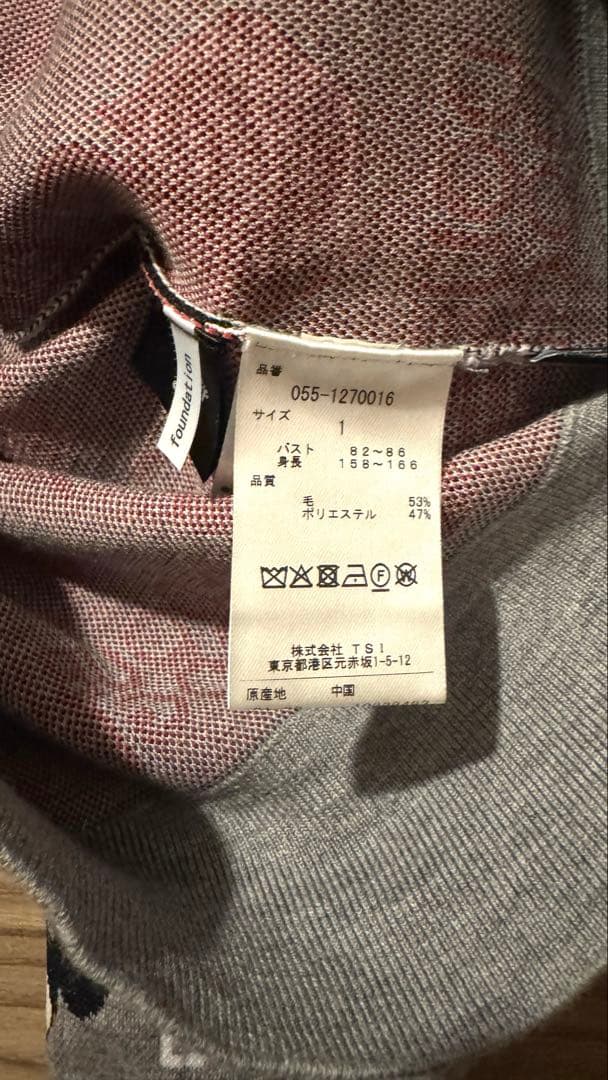 foundation
品番
055-1270016
サイズ
1
バスト 82~86
身長 158~166
品質
毛 53%
ポリエステル 47%
株式会社 TSI
東京都港区元赤坂1-5-12
原産地 中国